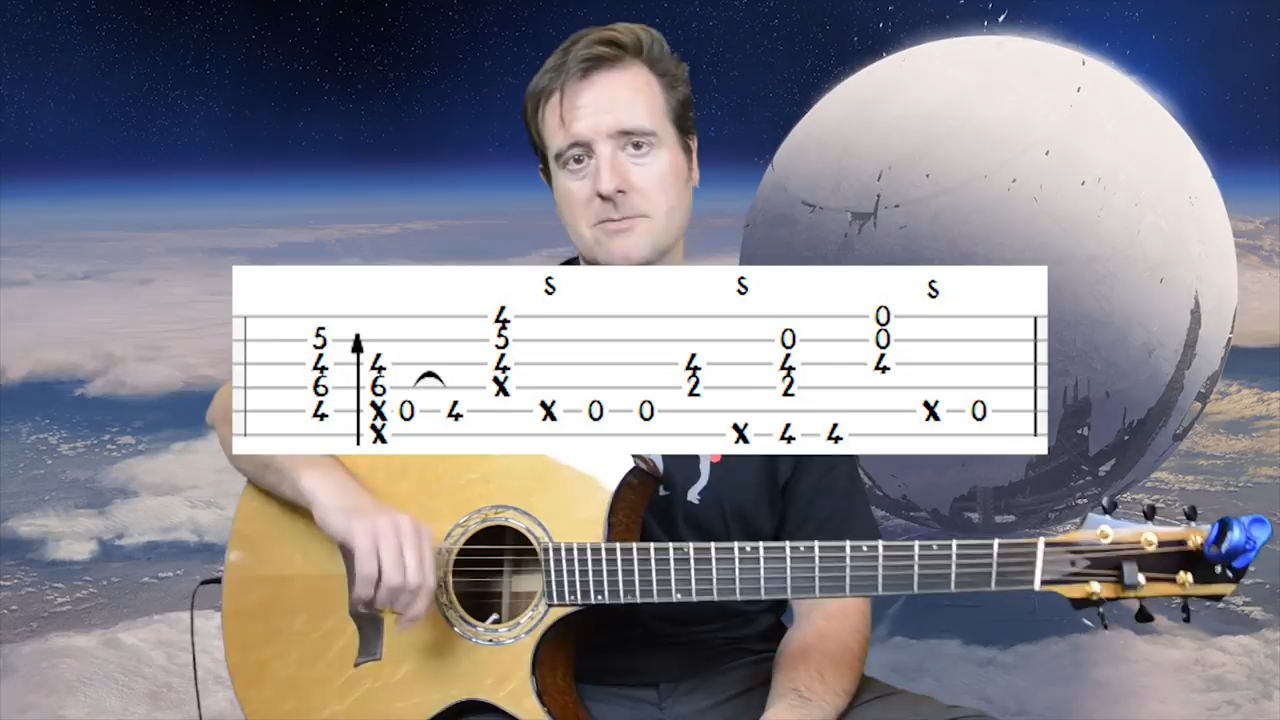 S S S
4 0
5 5 0 0
4 4 4 4 4 4
6 6 X 2 2
4 X 0 4 X 0 0 X 0
X X 4 4